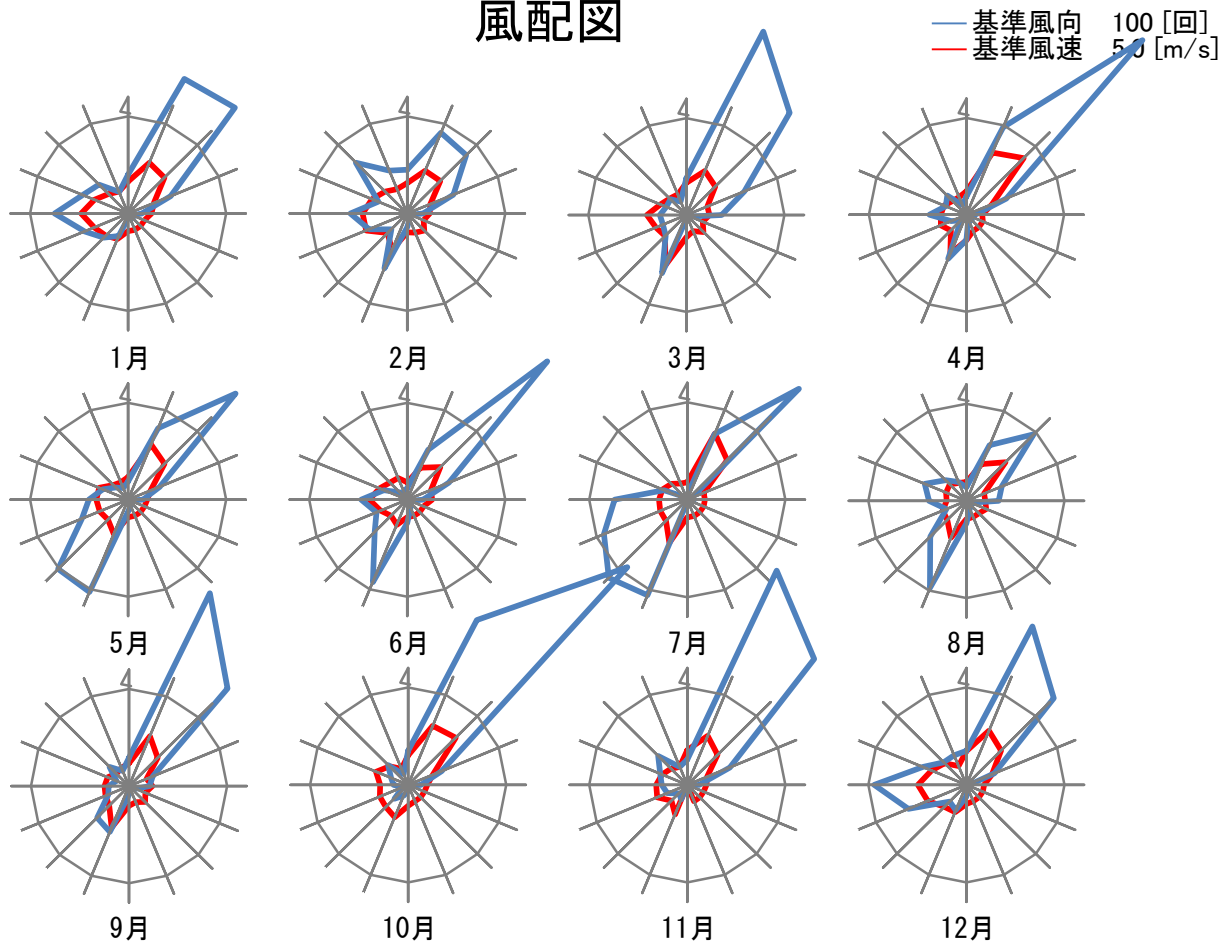 風配図
基準風向 100 [回]
基準風速 5.0 [m/s]
1月
2月
3月
4月
5月
6月
7月
8月
9月
10月
11月
12月